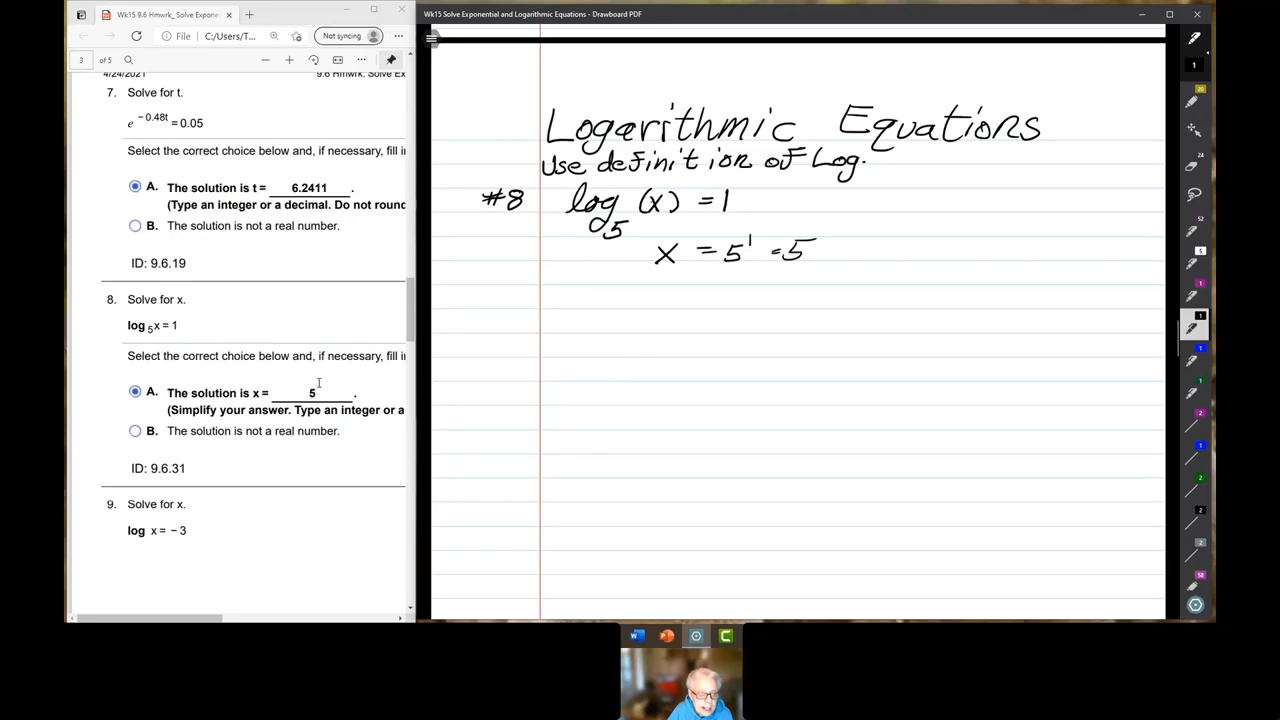 Wk15 9.6 Hmwrk_ Solve Expone
Wk15 Solve Exponential and Logarithmic Equations - Drawboard PDF
File
C:/Users/T...
Not syncing
3 of 5
4/24/2021
9.6 Hmwrk: Solve Ex
7. Solve for t.
e^{-0.48t} = 0.05
Select the correct choice below and, if necessary, fill i
A. The solution is t = 6.2411 .
(Type an integer or a decimal. Do not round
B. The solution is not a real number.
ID: 9.6.19
8. Solve for x.
log ₅x = 1
Select the correct choice below and, if necessary, fill i
A. The solution is x = 5 .
(Simplify your answer. Type an integer or a
B. The solution is not a real number.
ID: 9.6.31
9. Solve for x.
log x = − 3
Logarithmic Equations
Use definition of Log.
#8 log₅ (x) = 1
x = 5¹ = 5